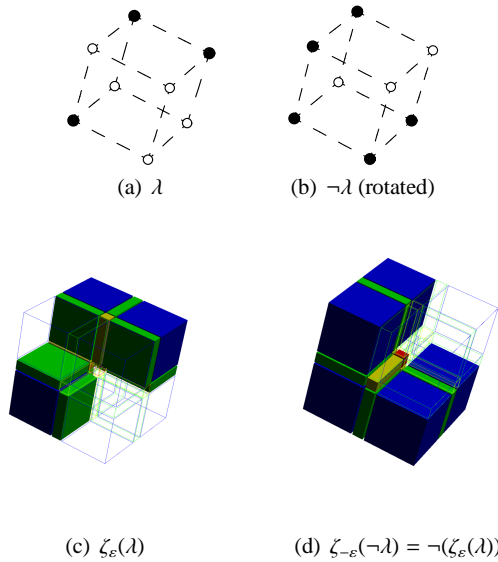 (a) λ
(b) ¬λ (rotated)
(c) ζε(λ)
(d) ζ−ε(¬λ) = ¬(ζε(λ))